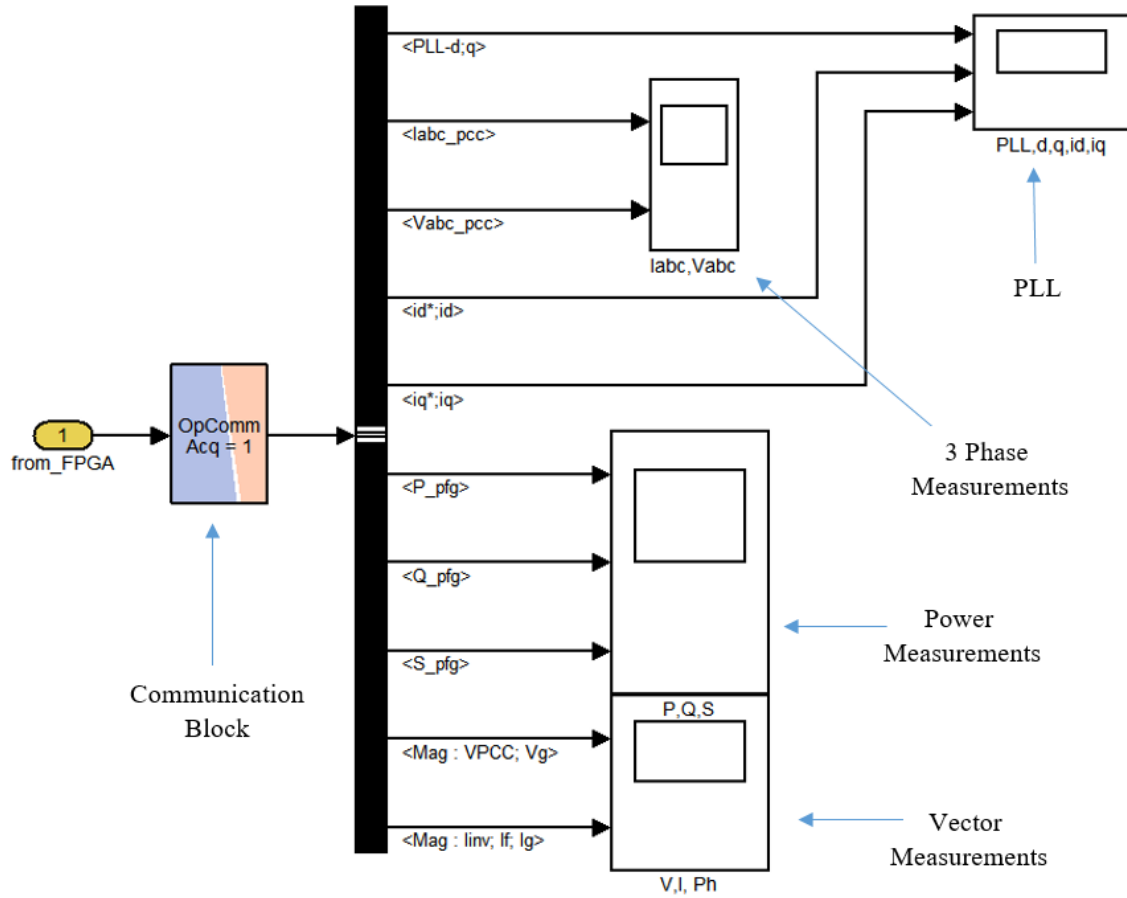 <PLL-d;q>
<Iabc_pcc>
<Vabc_pcc>
<id*;id>
<iq*;iq>
<P_pfg>
<Q_pfg>
<S_pfg>
<Mag : VPCC; Vg>
<Mag : Iinv; If; Ig>
PLL,d,q,id,iq
PLL
Iabc,Vabc
3 Phase
Measurements
1
from_FPGA
OpComm
Acq = 1
Communication
Block
P,Q,S
Power
Measurements
V,I, Ph
Vector
Measurements